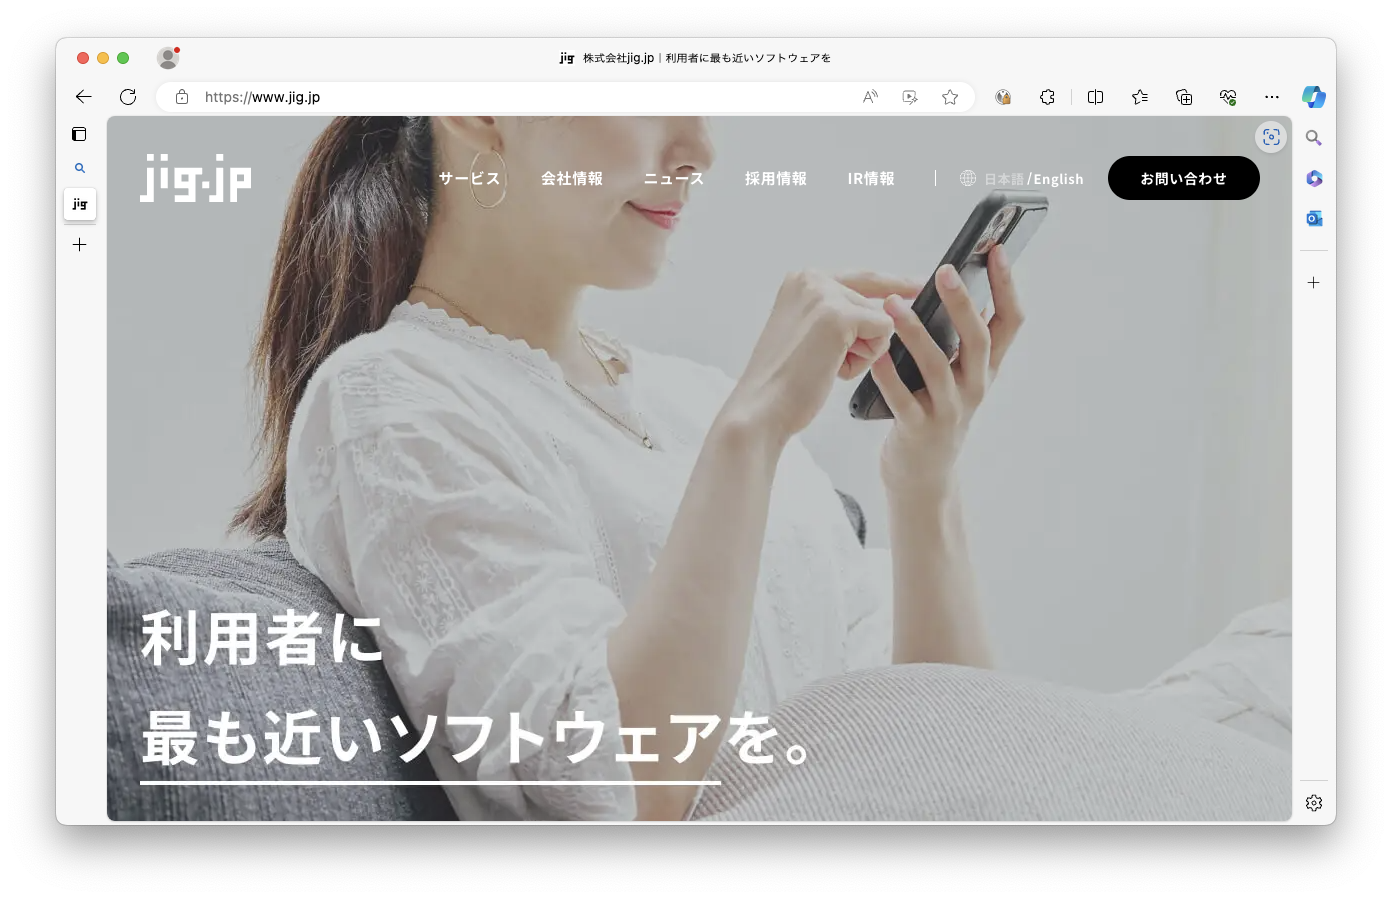 jig 株式会社jig.jp｜利用者に最も近いソフトウェアを
https://www.jig.jp
jig
jig.jp
サービス
会社情報
ニュース
採用情報
IR情報
日本語/English
お問い合わせ
利用者に
最も近いソフトウェアを。